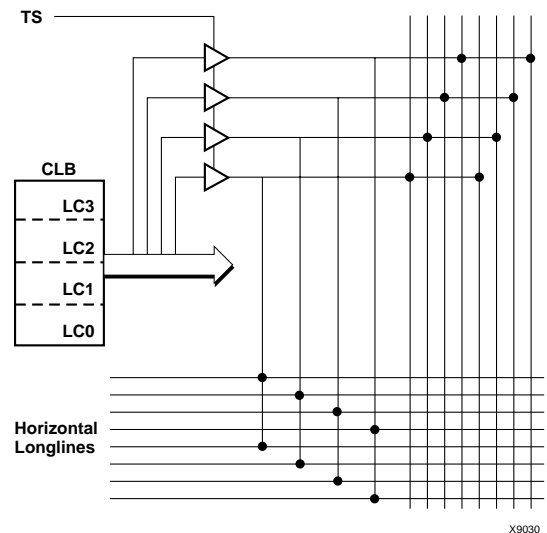 TS
CLB
LC3
LC2
LC1
LC0
Horizontal
Longlines
X9030